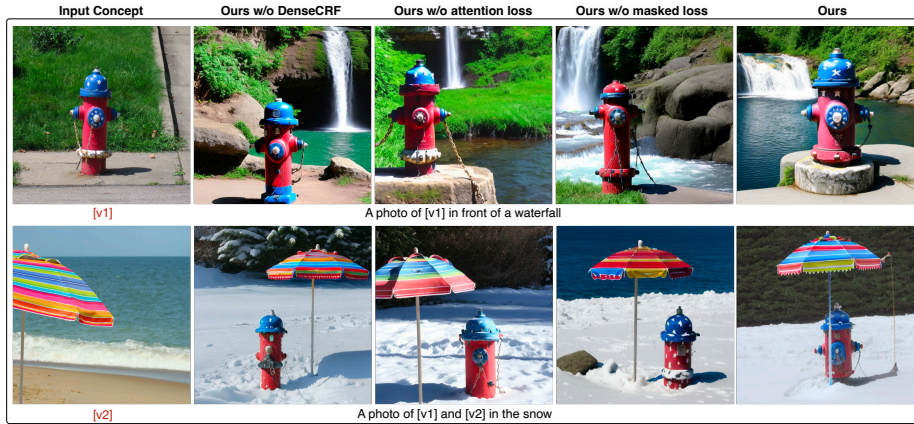 Input Concept Ours w/o DenseCRF Ours w/o attention loss Ours w/o masked loss Ours
[v1]
A photo of [v1] in front of a waterfall
[v2]
A photo of [v1] and [v2] in the snow